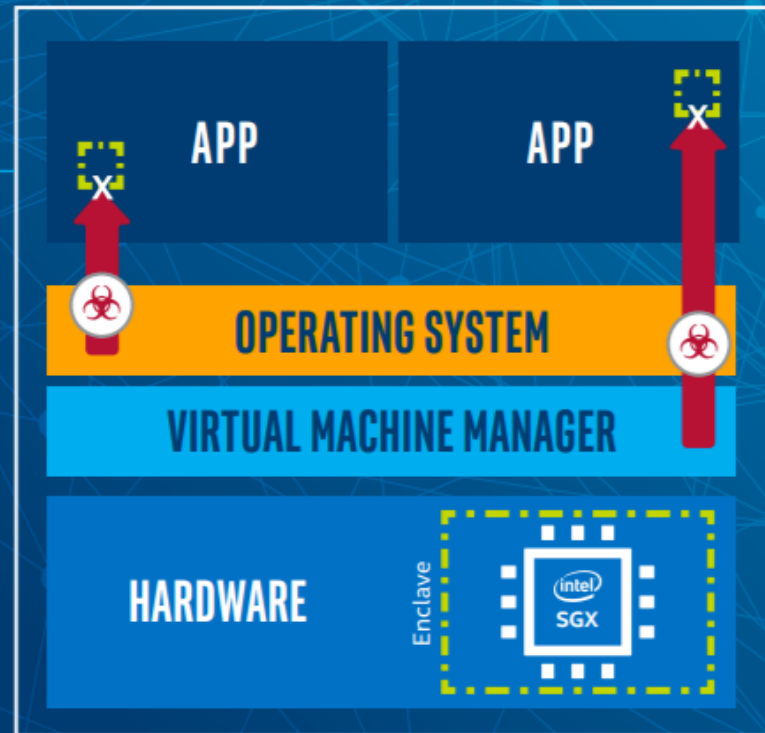 APP
APP
X
X
OPERATING SYSTEM
VIRTUAL MACHINE MANAGER
HARDWARE
Enclave
intel
SGX